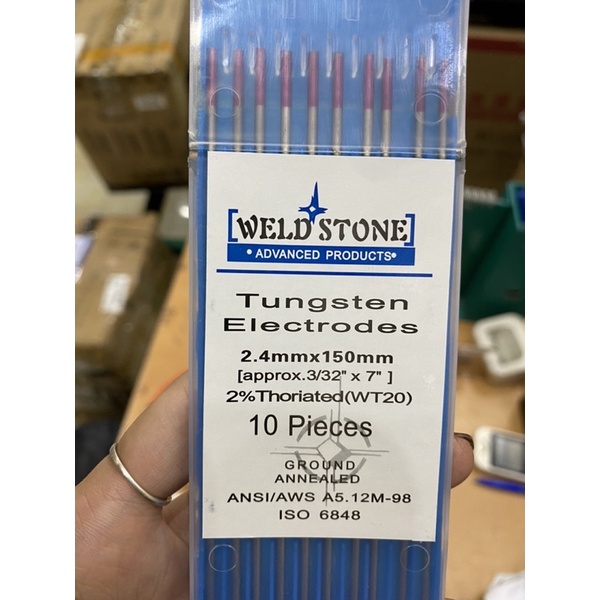 [WELD STONE]
• ADVANCED PRODUCTS•
Tungsten
Electrodes
2.4mmx150mm
[approx.3/32" x 7" ]
2%Thoriated(WT20)
10 Pieces
GROUND
ANNEALED
ANSI/AWS A5.12M-98
ISO 6848